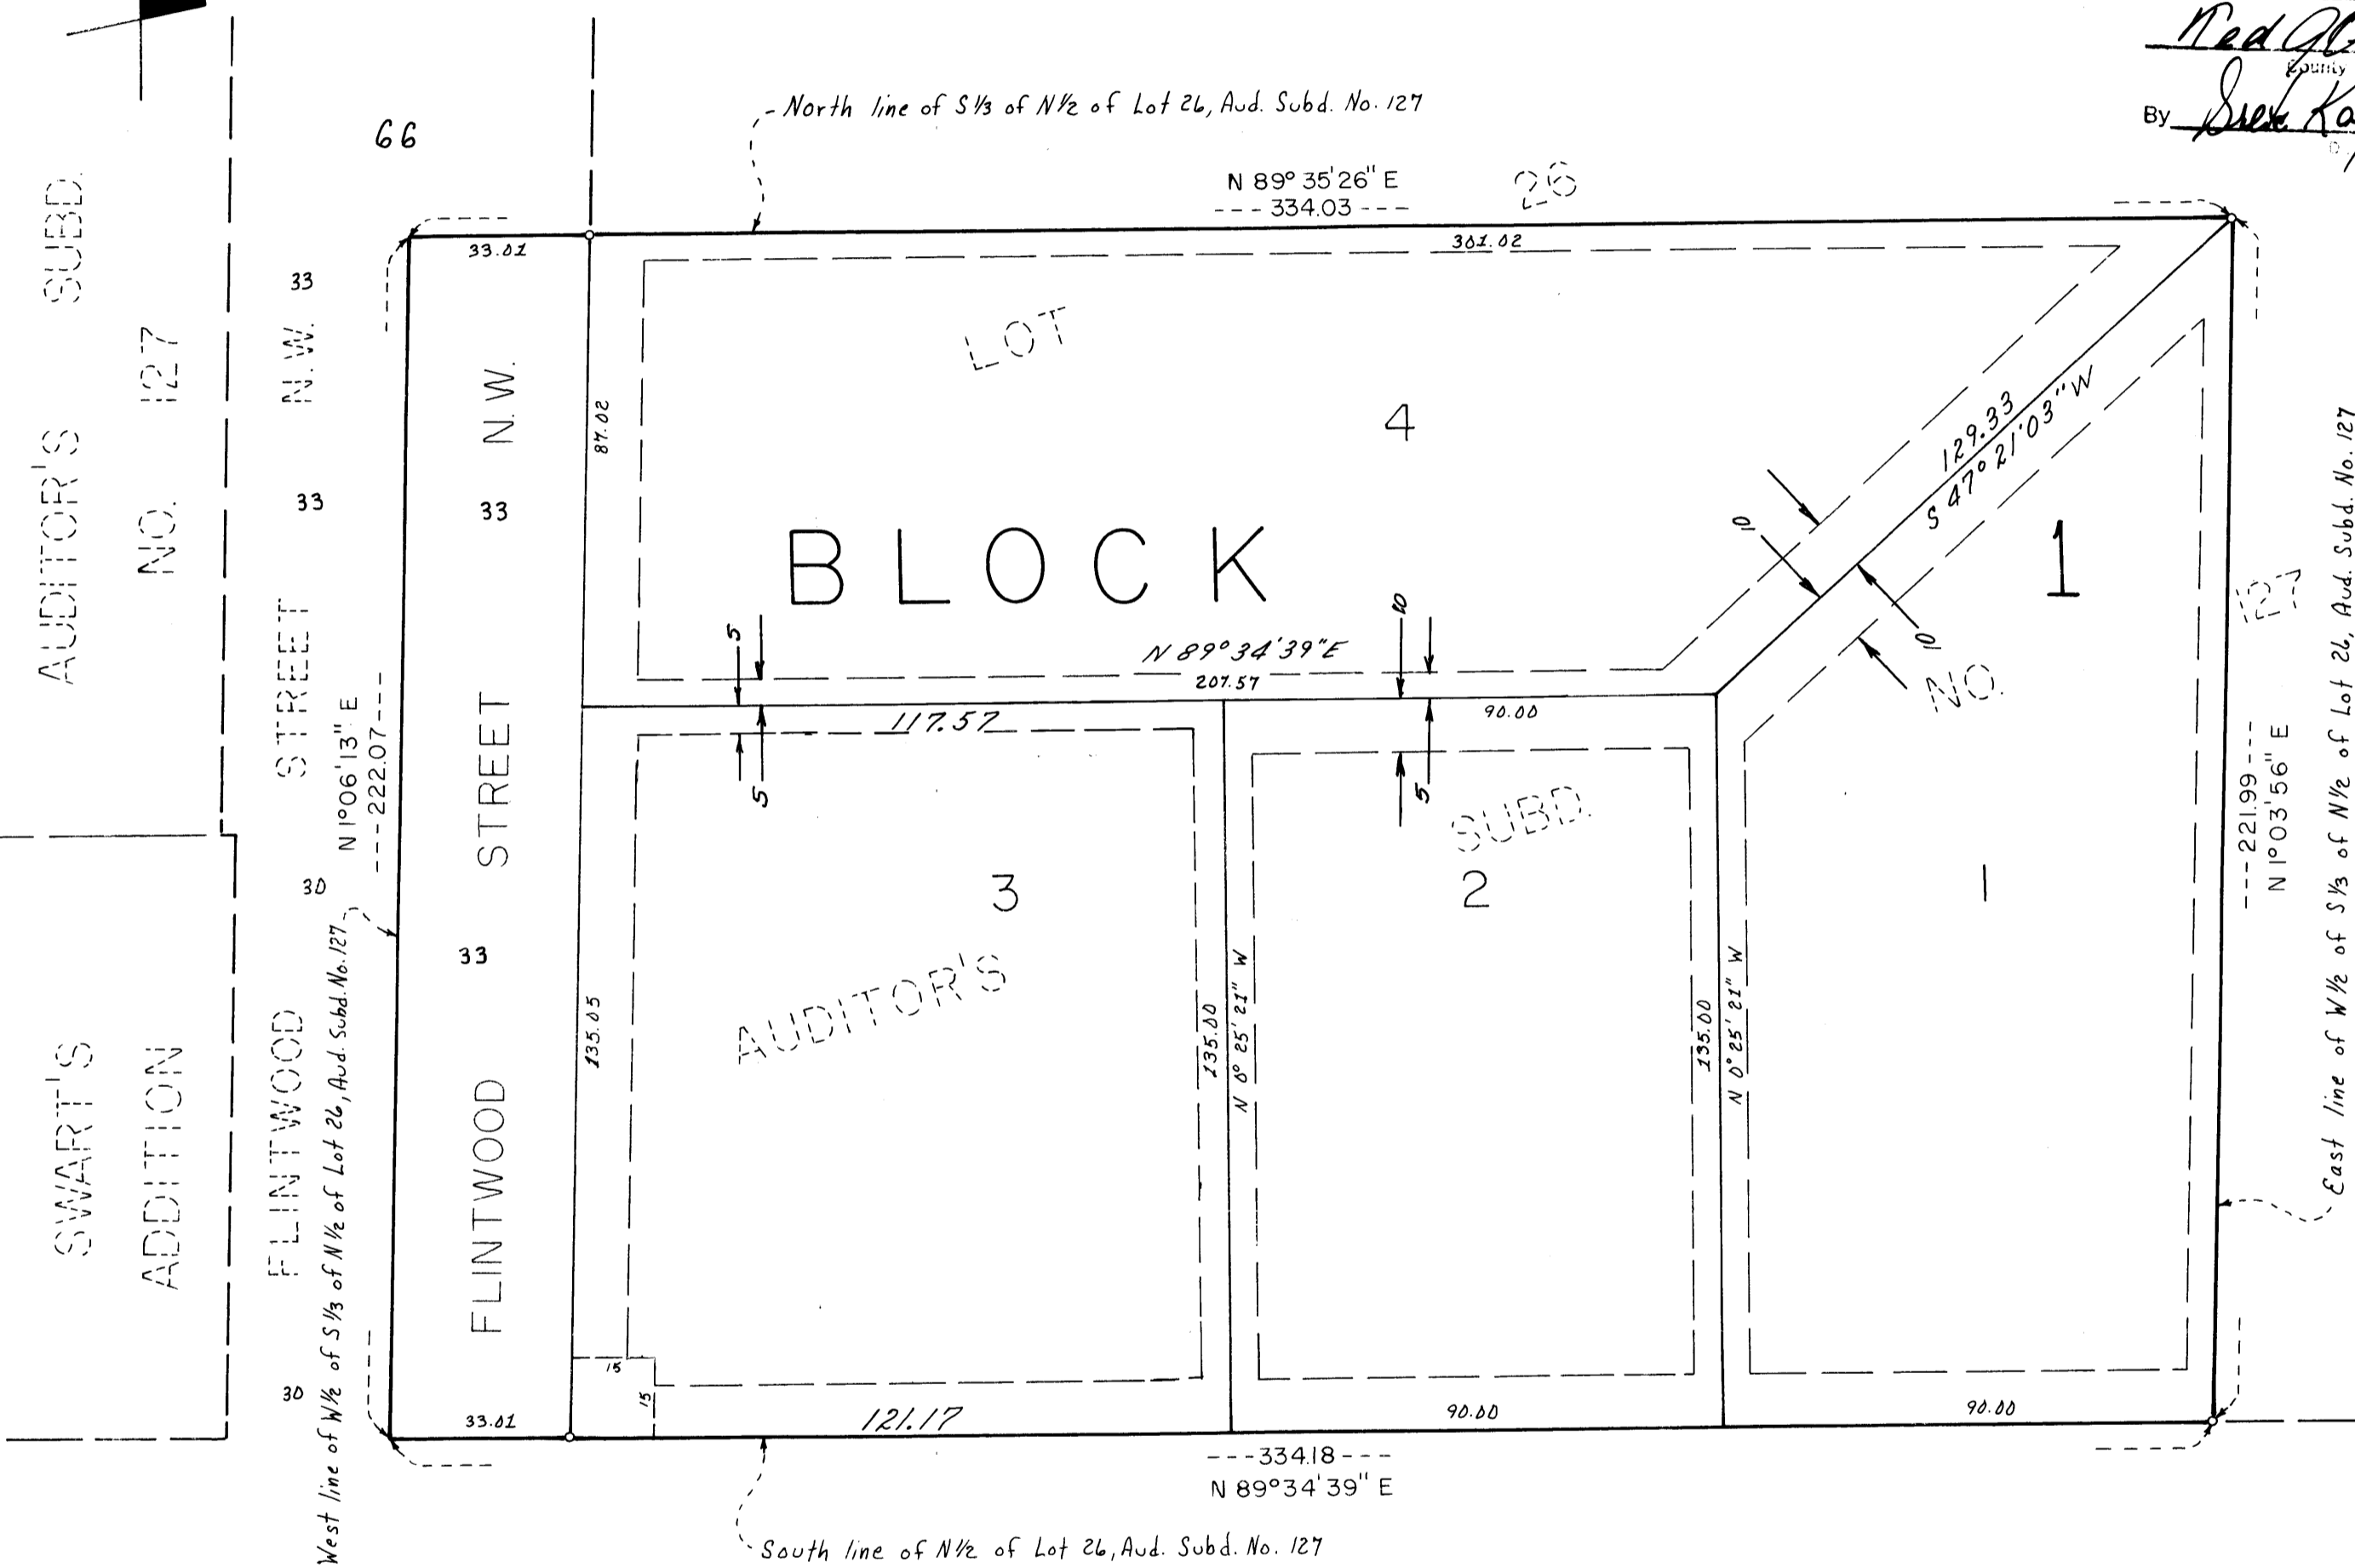 County
By
66
North line of S 1/3 of N 1/2 of Lot 26, Aud. Subd. No. 127
N 89° 35' 26" E
--- 334.03 ---
26
33.01
301.02
AUDITOR'S SUBD.
NO. 127
33
33
30
30
FLINTWOOD STREET N.W.
FLINTWOOD STREET N.W.
33
33
N 1° 06' 13" E
--- 222.07 ---
West line of W 1/2 of S 1/3 of N 1/2 of Lot 26, Aud. Subd. No. 127
SWART'S
ADDITION
87.02
135.05
LOT
4
BLOCK 1
129.33
S 47° 21' 03" W
10
10
NO.
127
N 89° 34' 39" E
207.57
5
5
10
5
117.57
90.00
3
2
1
SUBD.
AUDITOR'S
135.00
N 0° 25' 21" W
135.00
N 0° 25' 21" W
--- 221.99 ---
N 1° 03' 56" E
East line of W 1/2 of S 1/3 of N 1/2 of Lot 26, Aud. Subd. No. 127
15
15
33.01
121.17
90.00
90.00
--- 334.18 ---
N 89° 34' 39" E
South line of N 1/2 of Lot 26, Aud. Subd. No. 127